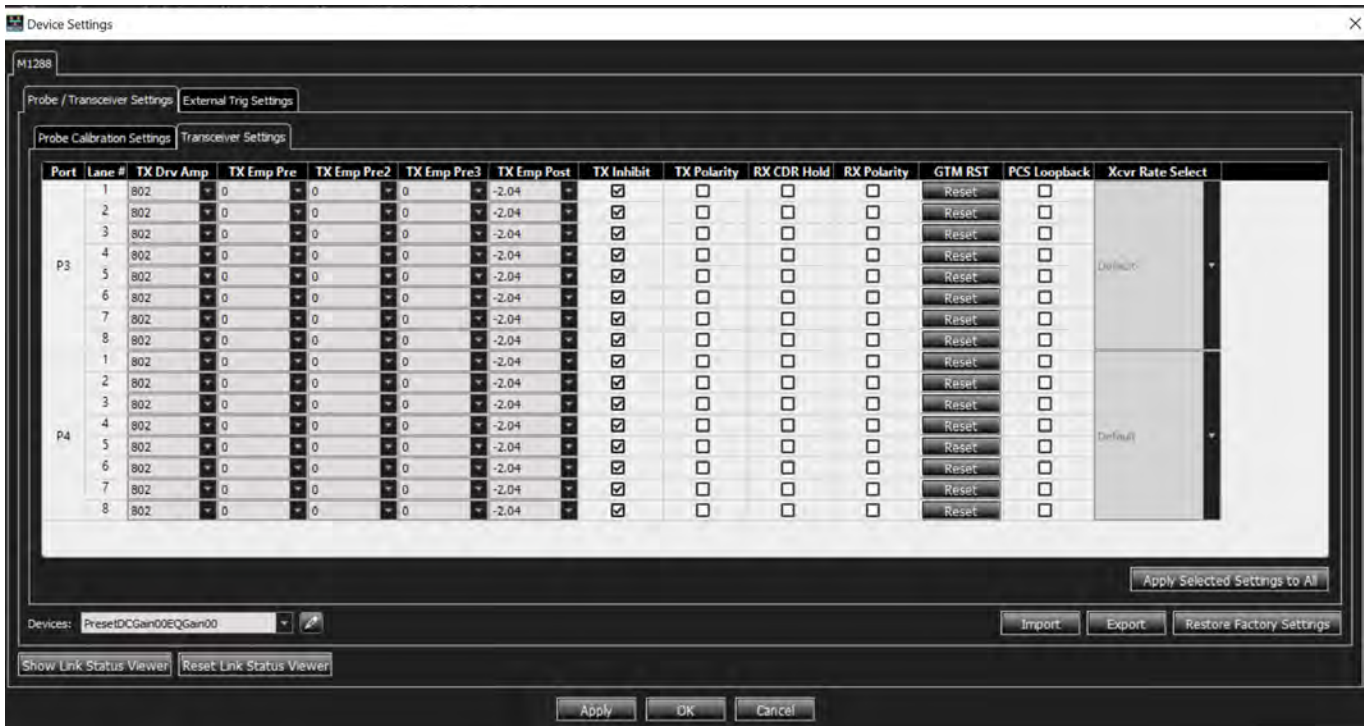 Device Settings
M1288
Probe / Transceiver Settings External Trig Settings
Probe Calibration Settings Transceiver Settings
Port Lane # TX Drv Amp TX Emp Pre TX Emp Pre2 TX Emp Pre3 TX Emp Post TX Inhibit TX Polarity RX CDR Hold RX Polarity GTM RST PCS Loopback Xcvr Rate Select
P3 1 802 0 0 0 -2.04 Reset Default
2 802 0 0 0 -2.04 Reset
3 802 0 0 0 -2.04 Reset
4 802 0 0 0 -2.04 Reset
5 802 0 0 0 -2.04 Reset
6 802 0 0 0 -2.04 Reset
7 802 0 0 0 -2.04 Reset
8 802 0 0 0 -2.04 Reset
P4 1 802 0 0 0 -2.04 Reset Default
2 802 0 0 0 -2.04 Reset
3 802 0 0 0 -2.04 Reset
4 802 0 0 0 -2.04 Reset
5 802 0 0 0 -2.04 Reset
6 802 0 0 0 -2.04 Reset
7 802 0 0 0 -2.04 Reset
8 802 0 0 0 -2.04 Reset
Apply Selected Settings to All
Devices: PresetDCGain00EQGain00 Import Export Restore Factory Settings
Show Link Status Viewer Reset Link Status Viewer
Apply OK Cancel